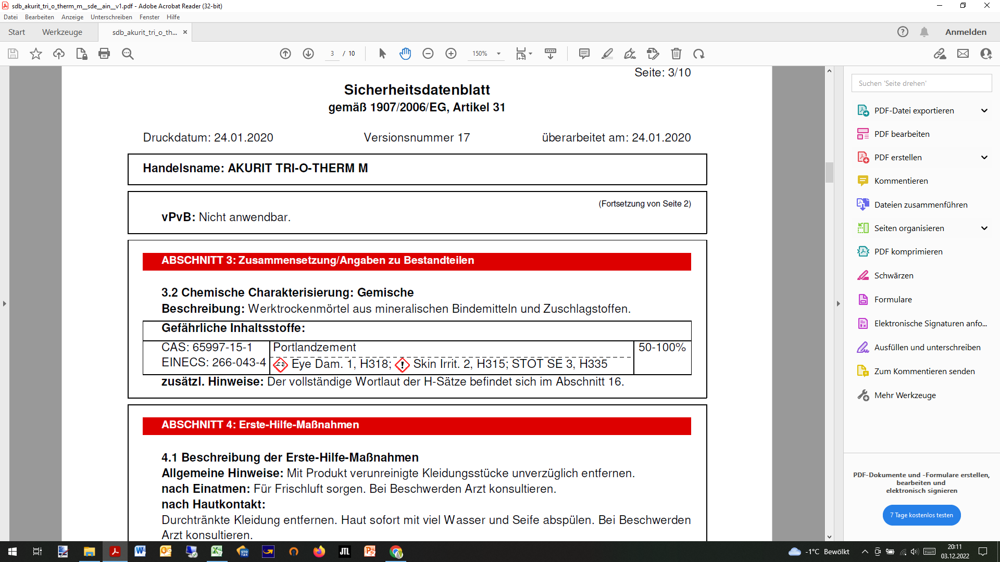 sdb_akurit_tri_o_therm_m__sde__ain__v1.pdf - Adobe Acrobat Reader (32-bit)
Datei Bearbeiten Anzeige Unterschreiben Fenster Hilfe
Start Werkzeuge sdb_akurit_tri_o_th... Anmelden
3 / 10 150%
Seite: 3/10
Sicherheitsdatenblatt
gemäß 1907/2006/EG, Artikel 31
Druckdatum: 24.01.2020 Versionsnummer 17 überarbeitet am: 24.01.2020
Handelsname: AKURIT TRI-O-THERM M
(Fortsetzung von Seite 2)
vPvB: Nicht anwendbar.
ABSCHNITT 3: Zusammensetzung/Angaben zu Bestandteilen
3.2 Chemische Charakterisierung: Gemische
Beschreibung: Werktrockenmörtel aus mineralischen Bindemitteln und Zuschlagstoffen.
Gefährliche Inhaltsstoffe:
CAS: 65997-15-1 Portlandzement 50-100%
EINECS: 266-043-4 Eye Dam. 1, H318; Skin Irrit. 2, H315; STOT SE 3, H335
zusätzl. Hinweise: Der vollständige Wortlaut der H-Sätze befindet sich im Abschnitt 16.
ABSCHNITT 4: Erste-Hilfe-Maßnahmen
4.1 Beschreibung der Erste-Hilfe-Maßnahmen
Allgemeine Hinweise: Mit Produkt verunreinigte Kleidungsstücke unverzüglich entfernen.
nach Einatmen: Für Frischluft sorgen. Bei Beschwerden Arzt konsultieren.
nach Hautkontakt:
Durchtränkte Kleidung entfernen. Haut sofort mit viel Wasser und Seife abspülen. Bei Beschwerden
Arzt konsultieren.
Suchen 'Seite drehen'
PDF-Datei exportieren
PDF bearbeiten
PDF erstellen
Kommentieren
Dateien zusammenführen
Seiten organisieren
PDF komprimieren
Schwärzen
Formulare
Elektronische Signaturen anfo...
Ausfüllen und unterschreiben
Zum Kommentieren senden
Mehr Werkzeuge
PDF-Dokumente und -Formulare erstellen,
bearbeiten und
elektronisch signieren
7 Tage kostenlos testen
STO
TAX
JTL
-1°C Bewölkt
20:11
03.12.2022